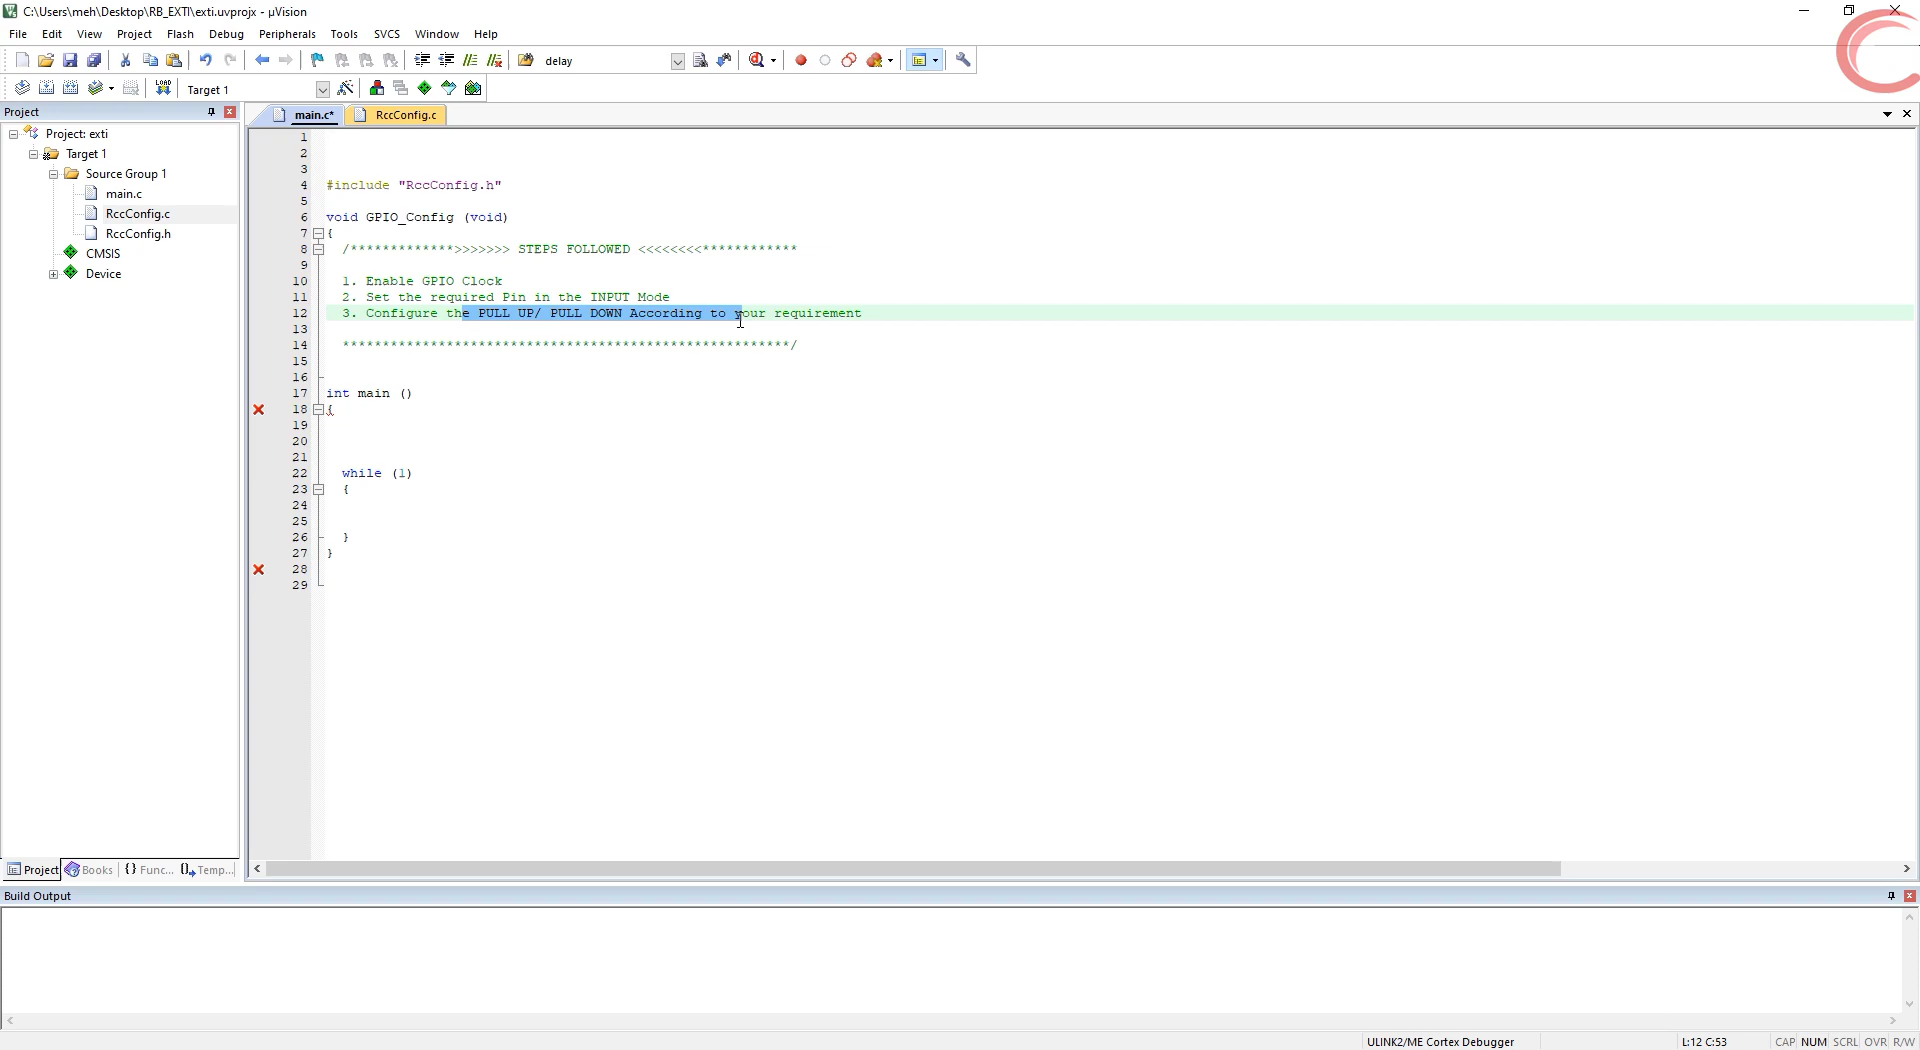 C:\Users\meh\Desktop\RB_EXTI\exti.uvprojx - µVision
File Edit View Project Flash Debug Peripherals Tools SVCS Window Help
delay
LOAD Target 1
Project
main.c* RccConfig.c
Project: exti
Target 1
Source Group 1
main.c
RccConfig.c
RccConfig.h
CMSIS
Device
1
2
3
4 #include "RccConfig.h"
5
6 void GPIO_Config (void)
7 {
8 /*************>>>>>>> STEPS FOLLOWED <<<<<<<<************
9
10 1. Enable GPIO Clock
11 2. Set the required Pin in the INPUT Mode
12 3. Configure the PULL UP/ PULL DOWN According to your requirement
13
14 ********************************************************/
15
16
17 int main ()
18 {
19
20
21
22 while (1)
23 {
24
25
26 }
27 }
28
29
Project Books {} Func... Temp...
Build Output
ULINK2/ME Cortex Debugger L:12 C:53 CAP NUM SCRL OVR R/W